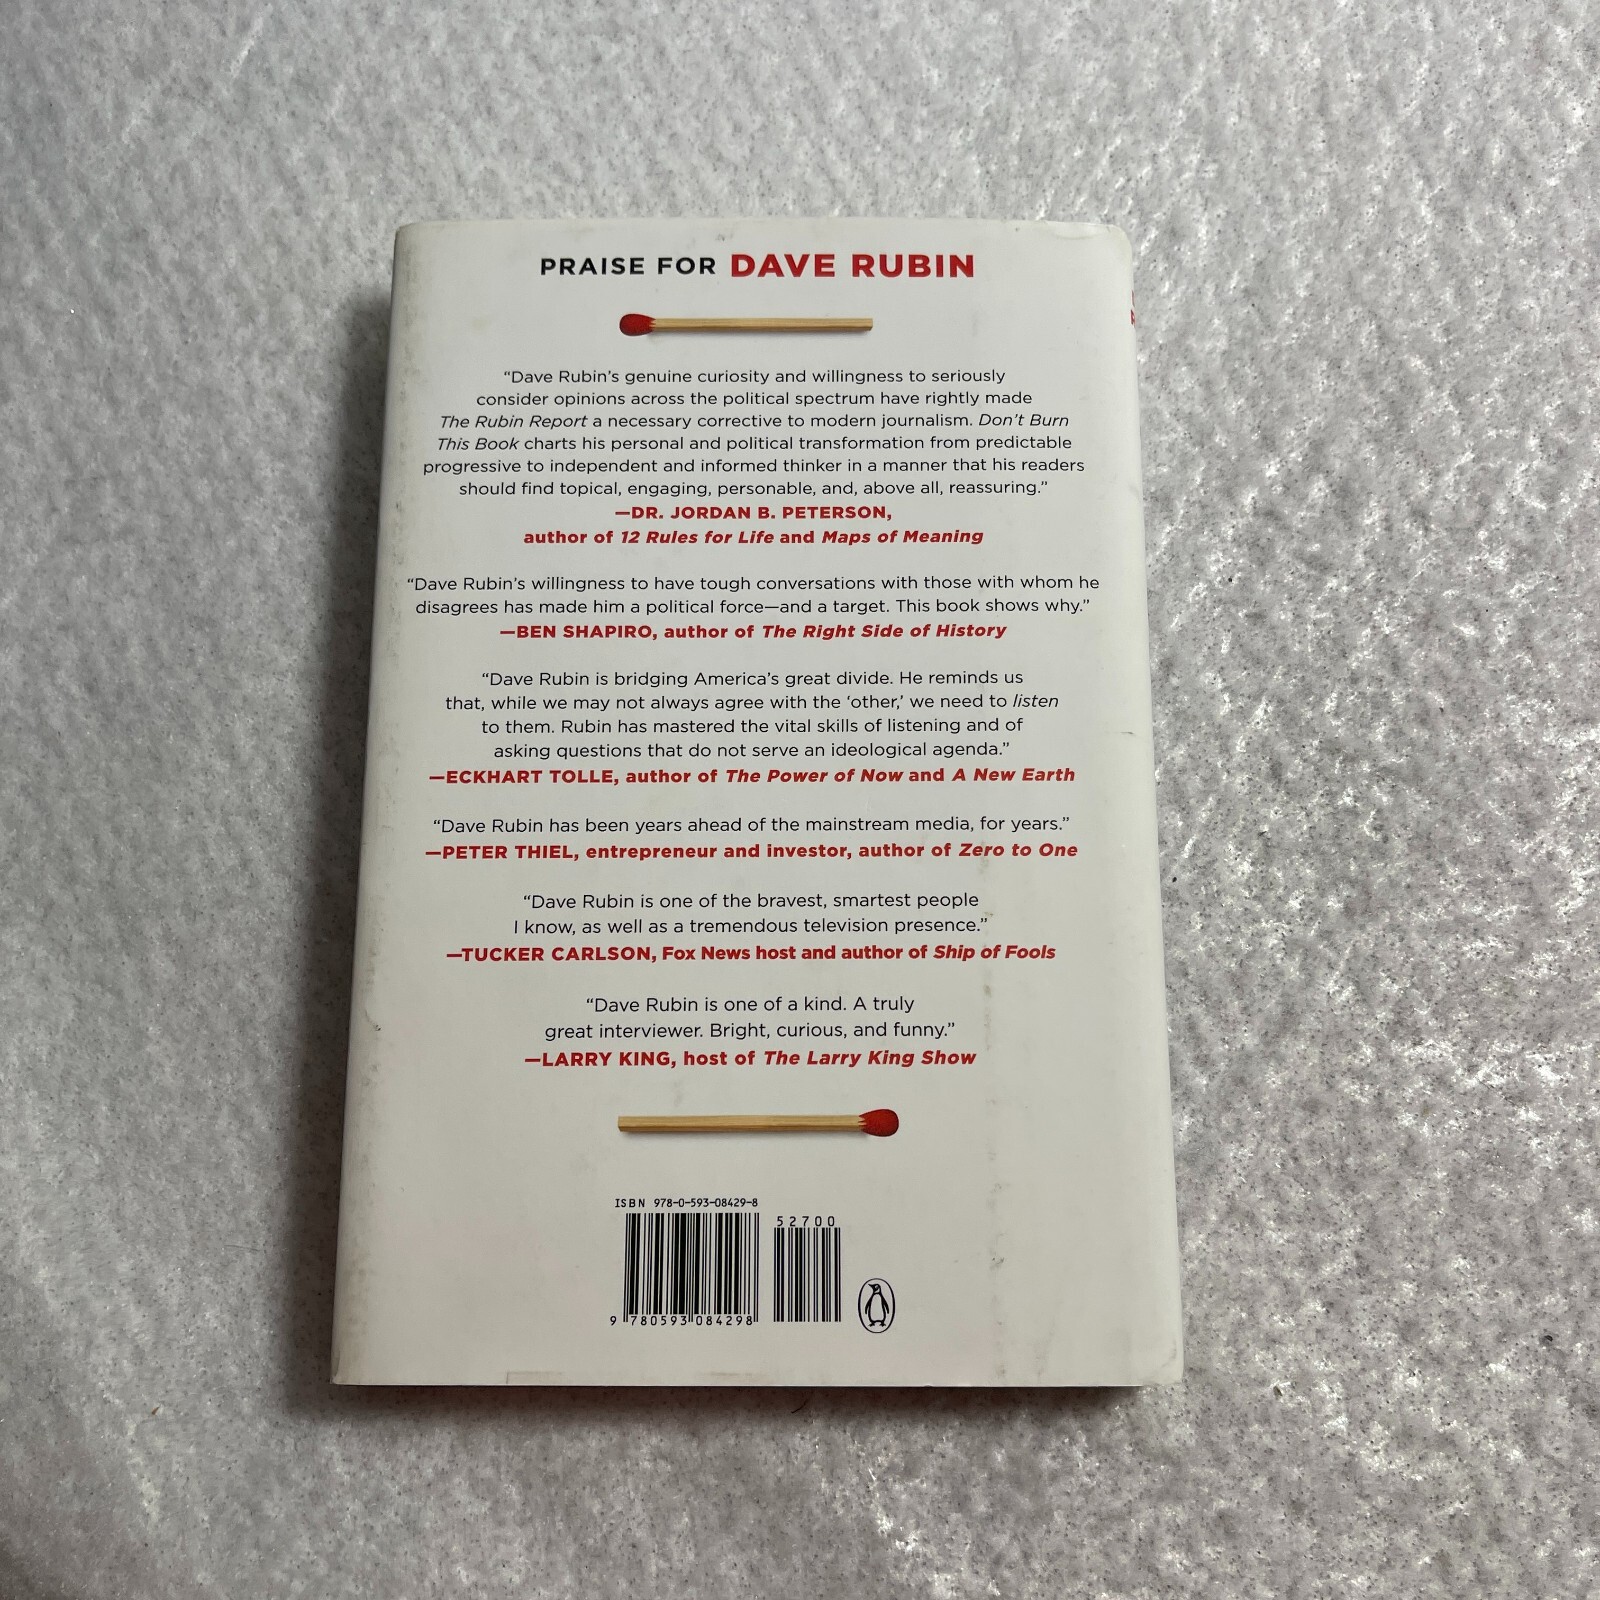 PRAISE FOR DAVE RUBIN
“Dave Rubin’s genuine curiosity and willingness to seriously
consider opinions across the political spectrum have rightly made
The Rubin Report a necessary corrective to modern journalism. Don’t Burn
This Book charts his personal and political transformation from predictable
progressive to independent and informed thinker in a manner that his readers
should find topical, engaging, personable, and, above all, reassuring.”
—DR. JORDAN B. PETERSON,
author of 12 Rules for Life and Maps of Meaning
“Dave Rubin’s willingness to have tough conversations with those with whom he
disagrees has made him a political force—and a target. This book shows why.”
—BEN SHAPIRO, author of The Right Side of History
“Dave Rubin is bridging America’s great divide. He reminds us
that, while we may not always agree with the ‘other,’ we need to listen
to them. Rubin has mastered the vital skills of listening and of
asking questions that do not serve an ideological agenda.”
—ECKHART TOLLE, author of The Power of Now and A New Earth
“Dave Rubin has been years ahead of the mainstream media, for years.”
—PETER THIEL, entrepreneur and investor, author of Zero to One
“Dave Rubin is one of the bravest, smartest people
I know, as well as a tremendous television presence.”
—TUCKER CARLSON, Fox News host and author of Ship of Fools
“Dave Rubin is one of a kind. A truly
great interviewer. Bright, curious, and funny.”
—LARRY KING, host of The Larry King Show
ISBN 978-0-593-08429-8
52700
9 780593 084298